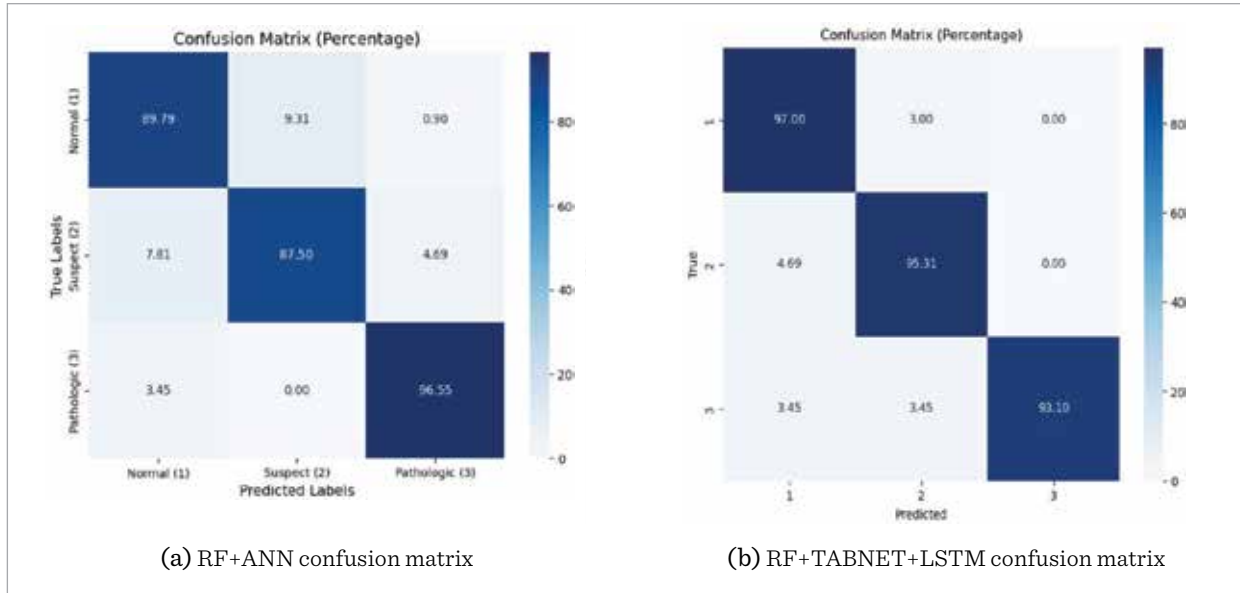 Confusion Matrix (Percentage)
Normal (1)
89.79 9.31 0.90
Suspect (2)
7.81 87.50 4.69
Pathologic (3)
3.45 0.00 96.55
True Labels
Normal (1) Suspect (2) Pathologic (3)
Predicted Labels
80
60
40
20
0
(a) RF+ANN confusion matrix
Confusion Matrix (Percentage)
1
97.00 3.00 0.00
2
4.69 95.31 0.00
3
3.45 3.45 93.10
True
1 2 3
Predicted
80
60
40
20
0
(b) RF+TABNET+LSTM confusion matrix